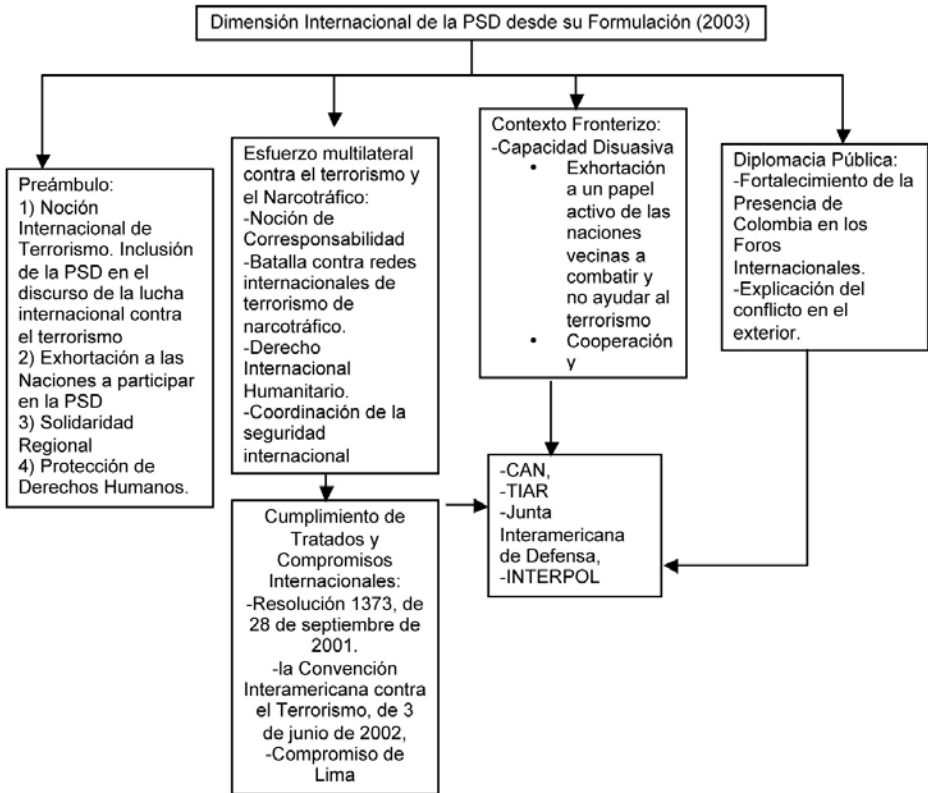 Dimensión Internacional de la PSD desde su Formulación (2003)
Preámbulo:
1) Noción
Internacional de
Terrorismo. Inclusión
de la PSD en el
discurso de la lucha
internacional contra
el terrorismo
2) Exhortación a las
Naciones a participar
en la PSD
3) Solidaridad
Regional
4) Protección de
Derechos Humanos.
Esfuerzo multilateral
contra el terrorismo y
el Narcotráfico:
-Noción de
Corresponsabilidad
-Batalla contra redes
internacionales de
terrorismo de
narcotráfico.
-Derecho
Internacional
Humanitario.
-Coordinación de la
seguridad
internacional
Contexto Fronterizo:
-Capacidad Disuasiva
• Exhortación
a un papel
activo de las
naciones
vecinas a
combatir y
no ayudar al
terrorismo
• Cooperación
y
Diplomacia Pública:
-Fortalecimiento de la
Presencia de
Colombia en los
Foros
Internacionales.
-Explicación del
conflicto en el
exterior.
Cumplimiento de
Tratados y
Compromisos
Internacionales:
-Resolución 1373, de
28 de septiembre de
2001.
-la Convención
Interamericana contra
el Terrorismo, de 3
de junio de 2002,
-Compromiso de
Lima
-CAN,
-TIAR
-Junta
Interamericana
de Defensa,
-INTERPOL